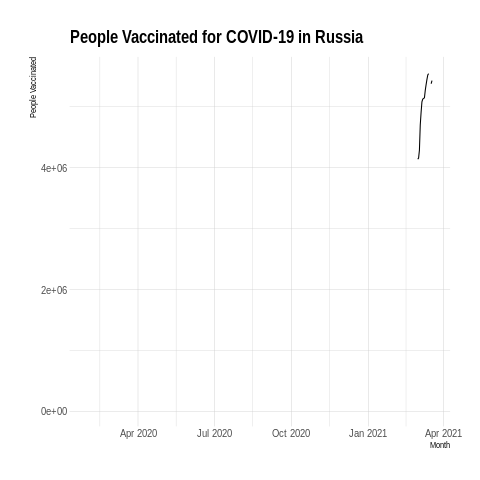 People Vaccinated for COVID-19 in Russia
People Vaccinated
4e+06
2e+06
0e+00
Apr 2020 Jul 2020 Oct 2020 Jan 2021 Apr 2021
Month